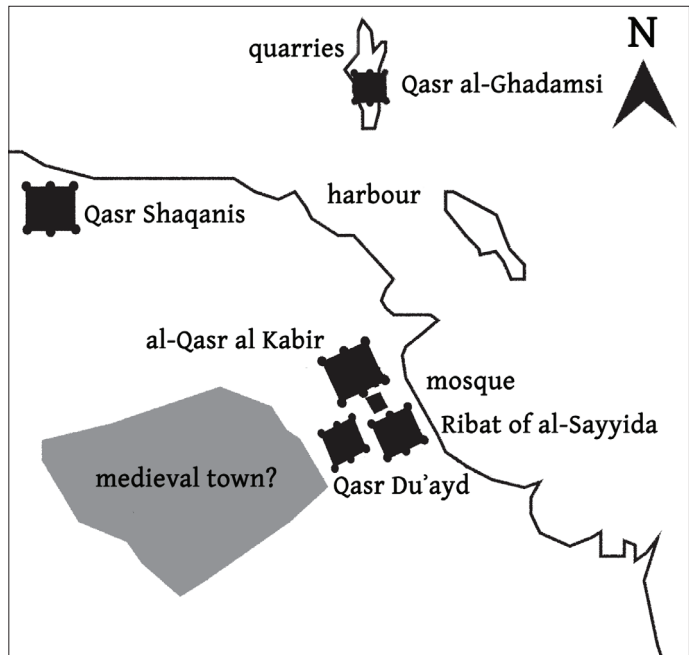 N
quarries
Qasr al-Ghadamsi
harbour
Qasr Shaqanis
al-Qasr al Kabir
mosque
Ribat of al-Sayyida
medieval town?
Qasr Du'ayd